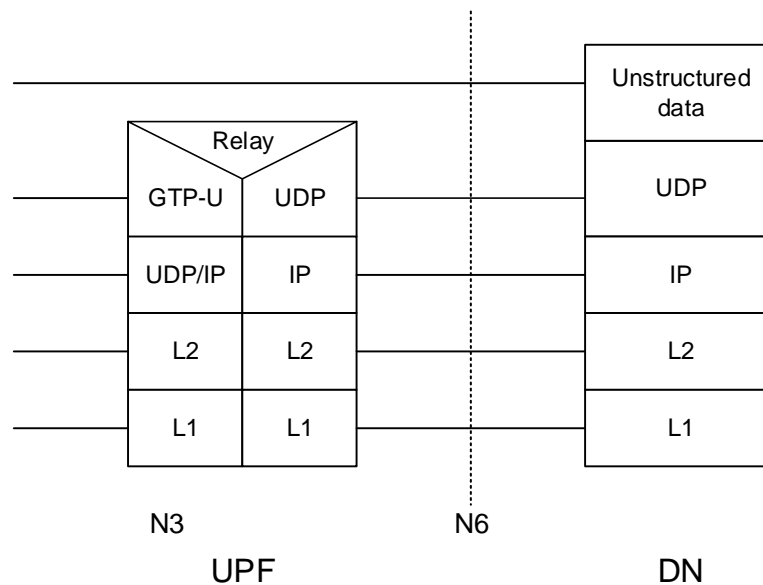 Unstructured
data
Relay
GTP-U UDP
UDP
UDP/IP IP
IP
L2 L2
L2
L1 L1
L1
N3
N6
UPF
DN